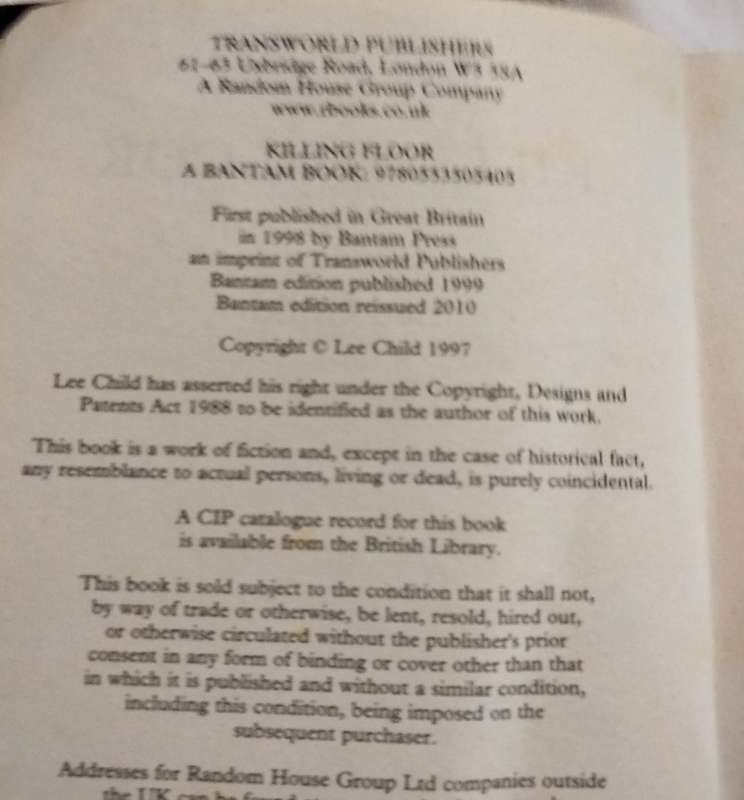 TRANSWORLD PUBLISHERS
61–63 Uxbridge Road, London W5 5SA
A Random House Group Company
www.rbooks.co.uk
KILLING FLOOR
A BANTAM BOOK: 9780553505405
First published in Great Britain
in 1998 by Bantam Press
an imprint of Transworld Publishers
Bantam edition published 1999
Bantam edition reissued 2010
Copyright © Lee Child 1997
Lee Child has asserted his right under the Copyright, Designs and
Patents Act 1988 to be identified as the author of this work.
This book is a work of fiction and, except in the case of historical fact,
any resemblance to actual persons, living or dead, is purely coincidental.
A CIP catalogue record for this book
is available from the British Library.
This book is sold subject to the condition that it shall not,
by way of trade or otherwise, be lent, resold, hired out,
or otherwise circulated without the publisher's prior
consent in any form of binding or cover other than that
in which it is published and without a similar condition,
including this condition, being imposed on the
subsequent purchaser.
Addresses for Random House Group Ltd companies outside
the UK can be found